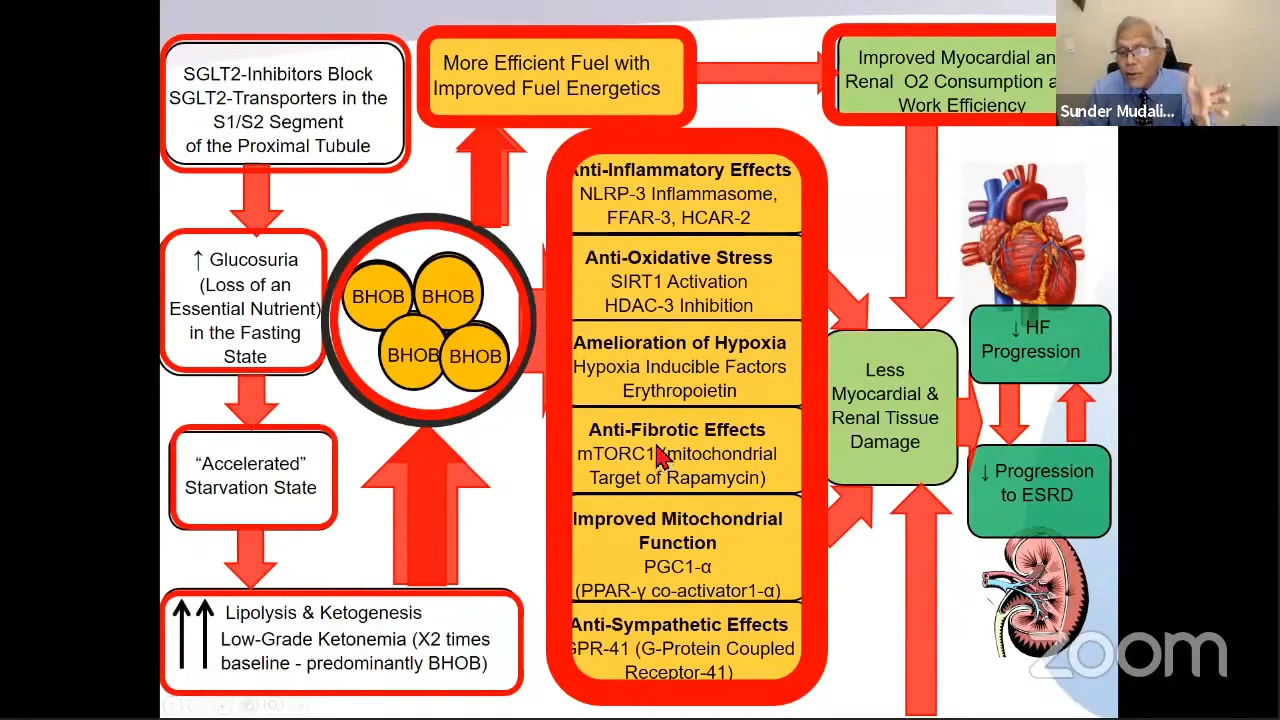 SGLT2-Inhibitors Block
SGLT2-Transporters in the
S1/S2 Segment
of the Proximal Tubule
More Efficient Fuel with
Improved Fuel Energetics
Improved Myocardial an
Renal O2 Consumption a
Work Efficiency
Sunder Mudali...
↑ Glucosuria
(Loss of an
Essential Nutrient)
in the Fasting
State
BHOB BHOB
BHOB BHOB
nti-Inflammatory Effects
NLRP-3 Inflammasome,
FFAR-3, HCAR-2
Anti-Oxidative Stress
SIRT1 Activation
HDAC-3 Inhibition
Amelioration of Hypoxia
Hypoxia Inducible Factors
Erythropoietin
Anti-Fibrotic Effects
mTORC1 mitochondrial
Target of Rapamycin)
Improved Mitochondrial
Function
PGC1-α
(PPAR-γ co-activator1-α)
Anti-Sympathetic Effects
GPR-41 (G-Protein Coupled
Receptor-41)
Less
Myocardial &
Renal Tissue
Damage
↓ HF
Progression
↓ Progression
to ESRD
“Accelerated”
Starvation State
Lipolysis & Ketogenesis
Low-Grade Ketonemia (X2 times
baseline - predominantly BHOB)
zoom